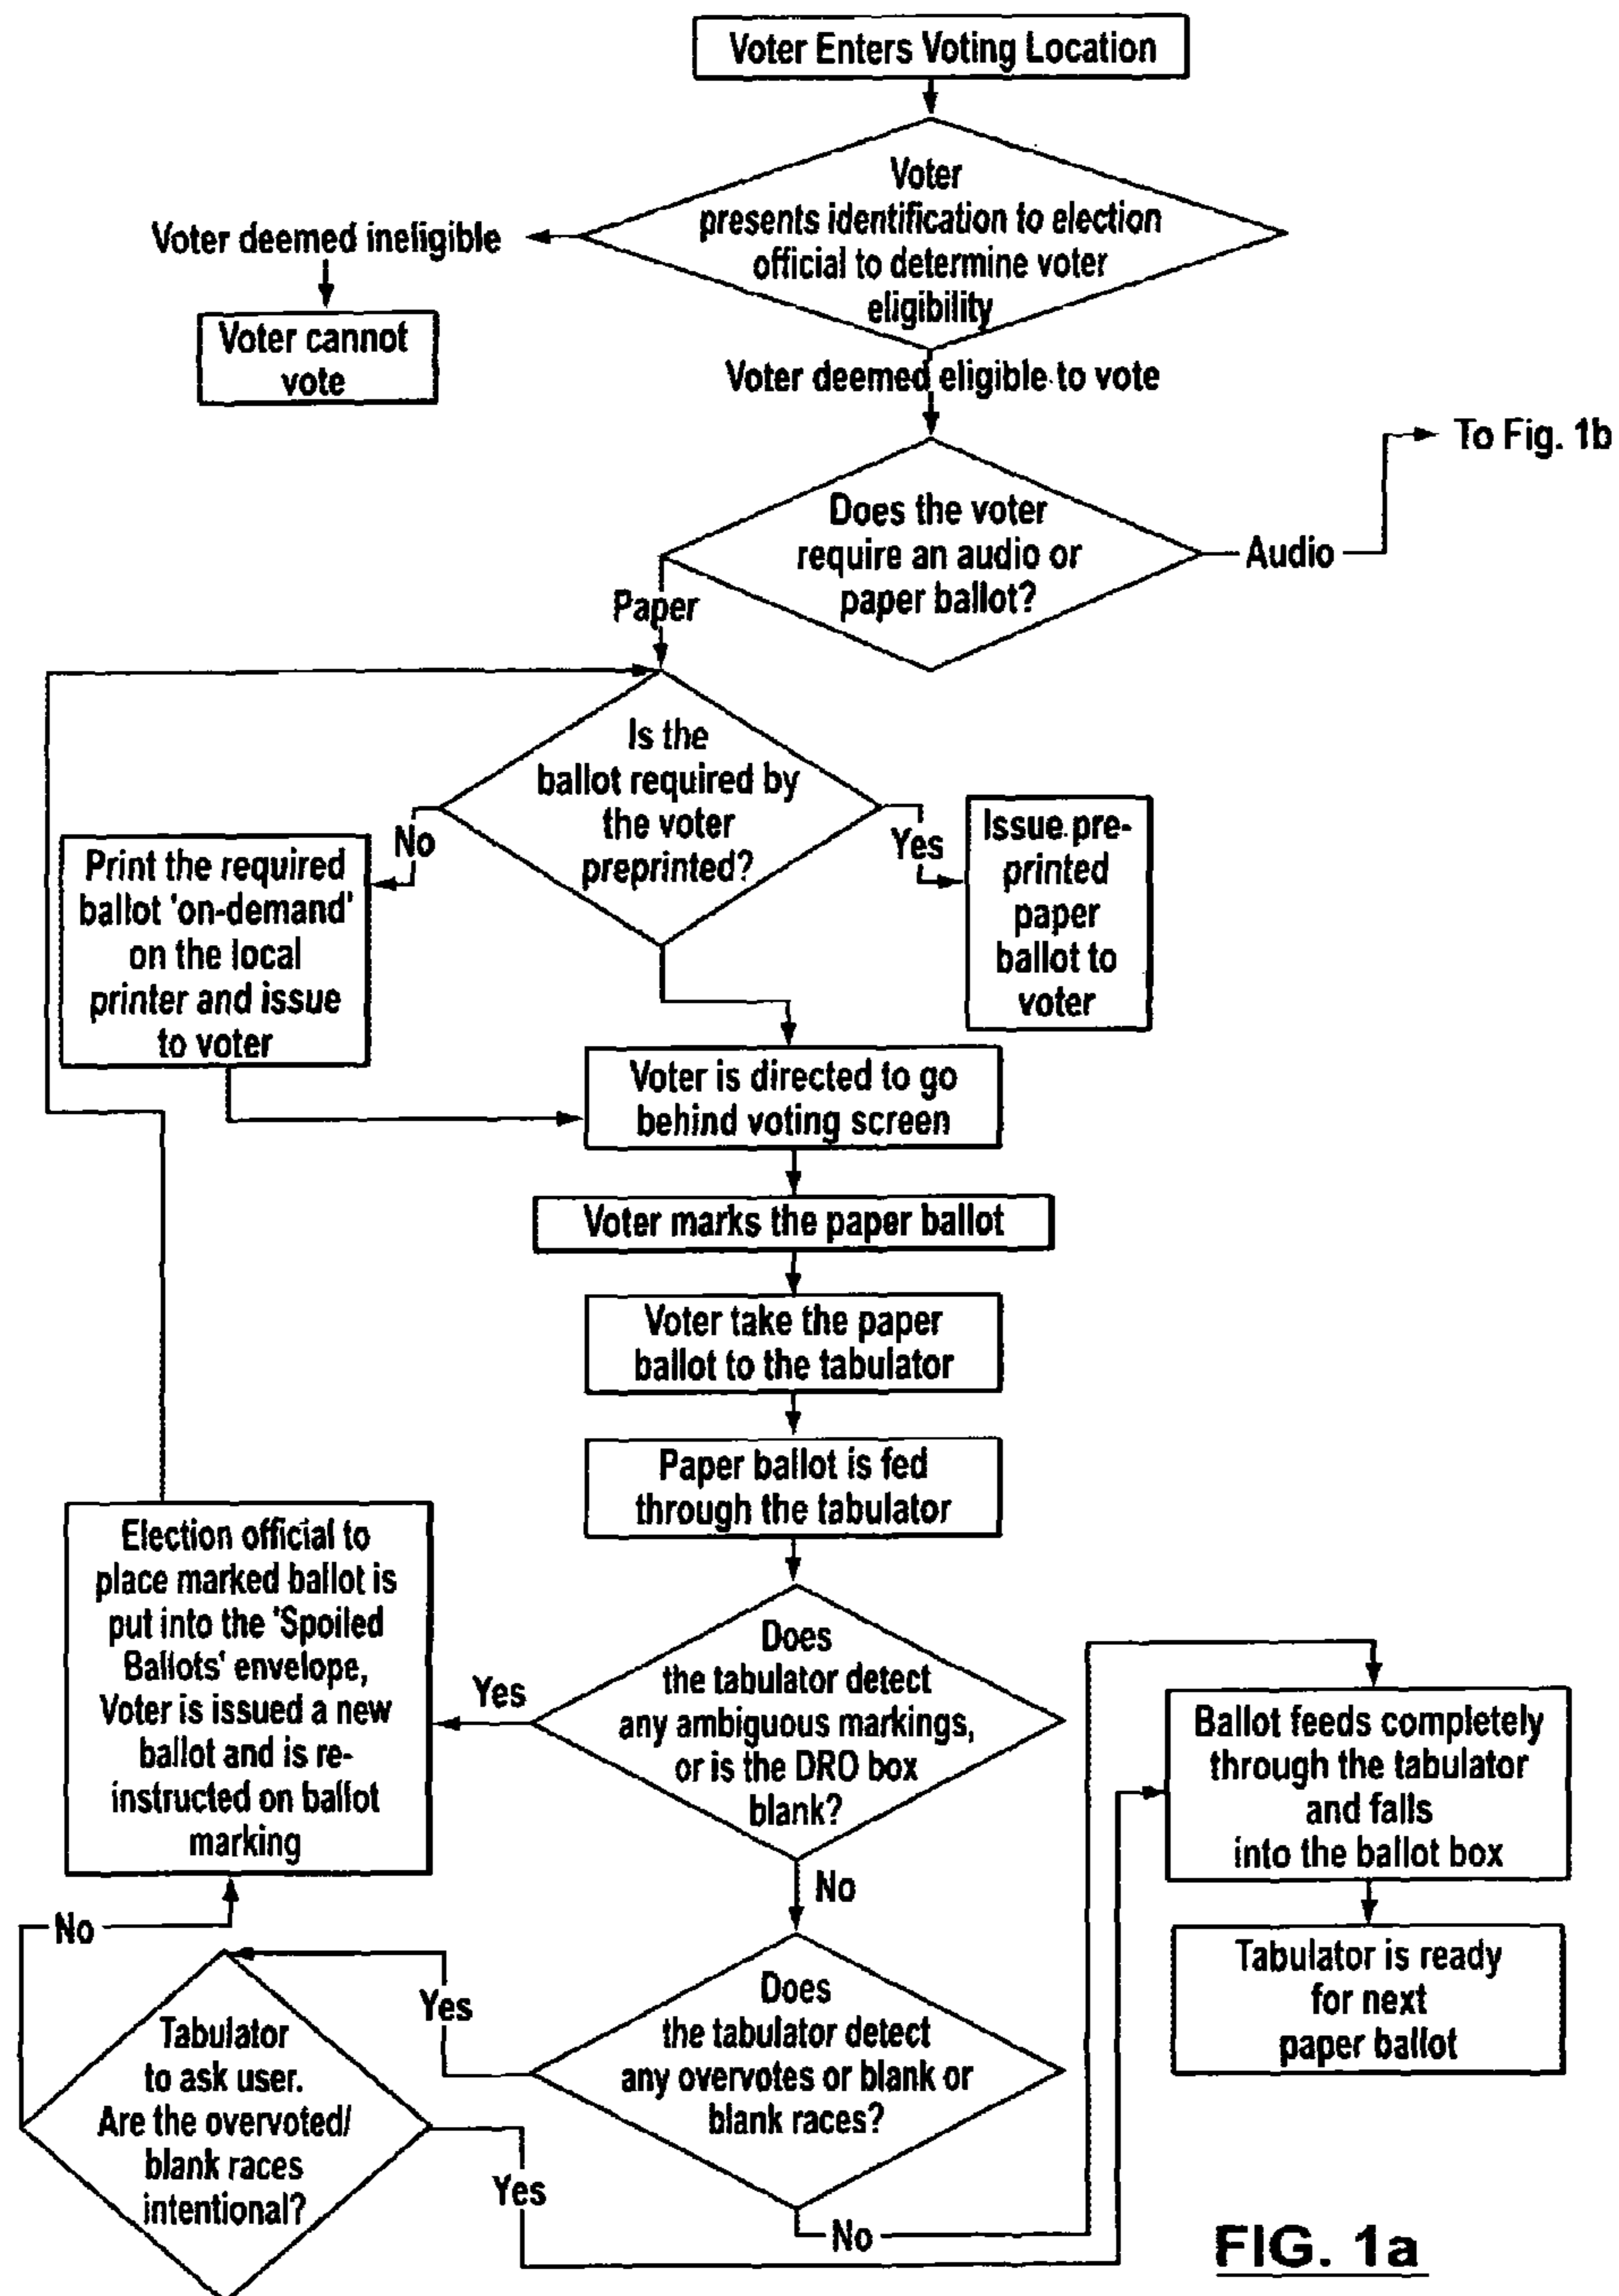 Voter Enters Voting Location
Voter
presents identification to election
official to determine voter
eligibility
Voter deemed ineligible
Voter cannot
vote
Voter deemed eligible to vote
Does the voter
require an audio or
paper ballot?
Audio
To Fig. 1b
Paper
Is the
ballot required by
the voter
preprinted?
No
Print the required
ballot 'on-demand'
on the local
printer and issue
to voter
Yes
Issue pre-
printed
paper
ballot to
voter
Voter is directed to go
behind voting screen
Voter marks the paper ballot
Voter take the paper
ballot to the tabulator
Paper ballot is fed
through the tabulator
Does
the tabulator detect
any ambiguous markings,
or is the DRO box
blank?
Yes
Election official to
place marked ballot is
put into the 'Spoiled
Ballots' envelope,
Voter is issued a new
ballot and is re-
instructed on ballot
marking
No
Does
the tabulator detect
any overvotes or blank or
blank races?
Yes
Tabulator
to ask user.
Are the overvoted/
blank races
intentional?
No
Yes
No
Ballot feeds completely
through the tabulator
and falls
into the ballot box
Tabulator is ready
for next
paper ballot
FIG. 1a